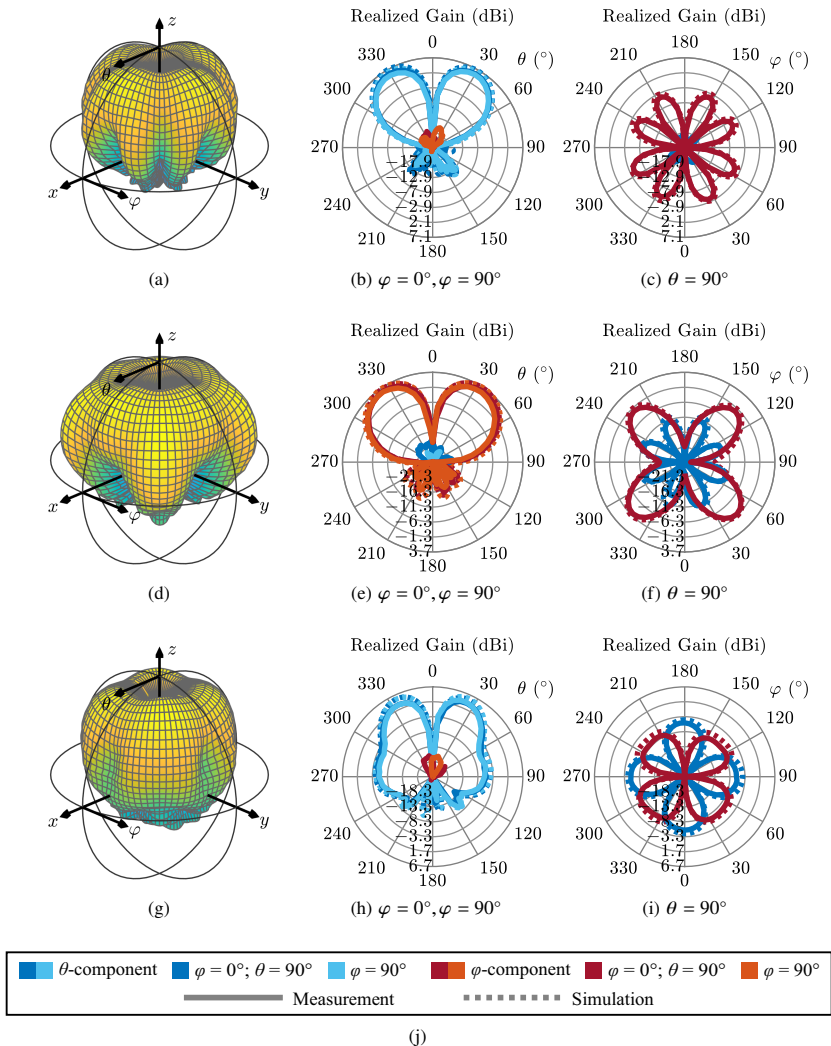 z
θ
x
φ
y
(a)
Realized Gain (dBi)
0
330
30
θ (°)
300
60
270
90
240
120
210
150
180
−17.9
−12.9
−7.9
−2.9
2.1
7.1
(b) φ = 0°, φ = 90°
Realized Gain (dBi)
180
210
150
φ (°)
240
120
270
90
300
60
330
30
0
−17.9
−12.9
−7.9
−2.9
2.1
7.1
(c) θ = 90°
z
θ
x
φ
y
(d)
Realized Gain (dBi)
0
330
30
θ (°)
300
60
270
90
240
120
210
150
180
−21.3
−16.3
−11.3
−6.3
−1.3
3.7
(e) φ = 0°, φ = 90°
Realized Gain (dBi)
180
210
150
φ (°)
240
120
270
90
300
60
330
30
0
−21.3
−16.3
−11.3
−6.3
−1.3
3.7
(f) θ = 90°
z
θ
x
φ
y
(g)
Realized Gain (dBi)
0
330
30
θ (°)
300
60
270
90
240
120
210
150
180
−18.3
−13.3
−8.3
−3.3
1.7
6.7
(h) φ = 0°, φ = 90°
Realized Gain (dBi)
180
210
150
φ (°)
240
120
270
90
300
60
330
30
0
−18.3
−13.3
−8.3
−3.3
1.7
6.7
(i) θ = 90°
θ-component φ = 0°; θ = 90° φ = 90° φ-component φ = 0°; θ = 90° φ = 90°
Measurement Simulation
(j)